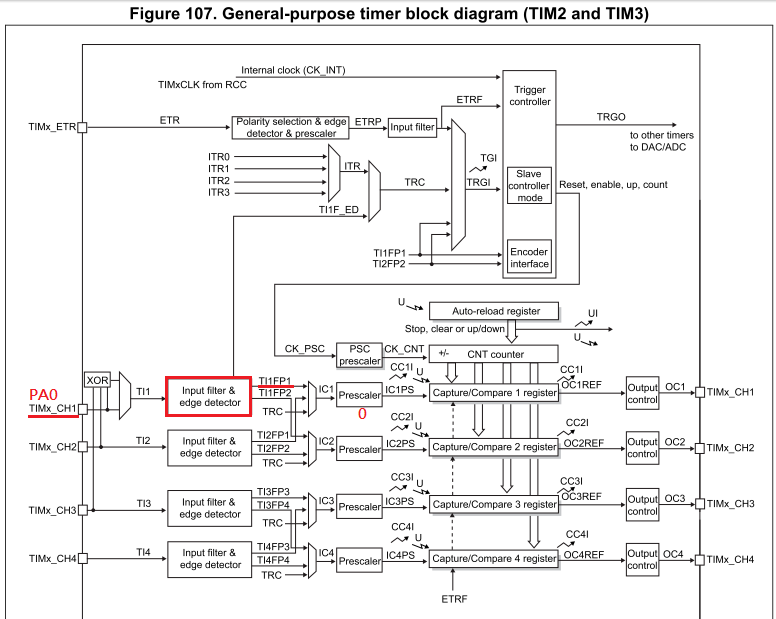 Figure 107. General-purpose timer block diagram (TIM2 and TIM3)
Internal clock (CK_INT)
TIMxCLK from RCC
Trigger
controller
ETRF
TRGO
TIMx_ETR
ETR
Polarity selection & edge
detector & prescaler
ETRP
Input filter
to other timers
to DAC/ADC
ITR0
ITR1
ITR2
ITR3
ITR
TGI
TRC
TRGI
Slave
controller
mode
Reset, enable, up, count
TI1F_ED
TI1FP1
TI2FP2
Encoder
interface
U
Auto-reload register
UI
Stop, clear or up/down
U
CK_PSC
PSC
prescaler
CK_CNT
+/-
CNT counter
PA0
XOR
TI1
TIMx_CH1
Input filter &
edge detector
TI1FP1
TI1FP2
TRC
IC1
Prescaler
0
IC1PS
CC1I
U
Capture/Compare 1 register
CC1I
OC1REF
Output
control
OC1
TIMx_CH1
TIMx_CH2
TI2
Input filter &
edge detector
TI2FP1
TI2FP2
TRC
IC2
Prescaler
IC2PS
CC2I
U
Capture/Compare 2 register
CC2I
OC2REF
Output
control
OC2
TIMx_CH2
TIMx_CH3
TI3
Input filter &
edge detector
TI3FP3
TI3FP4
TRC
IC3
Prescaler
IC3PS
CC3I
U
Capture/Compare 3 register
CC3I
OC3REF
Output
control
OC3
TIMx_CH3
TIMx_CH4
TI4
Input filter &
edge detector
TI4FP3
TI4FP4
TRC
IC4
Prescaler
IC4PS
CC4I
U
Capture/Compare 4 register
CC4I
OC4REF
Output
control
OC4
TIMx_CH4
ETRF